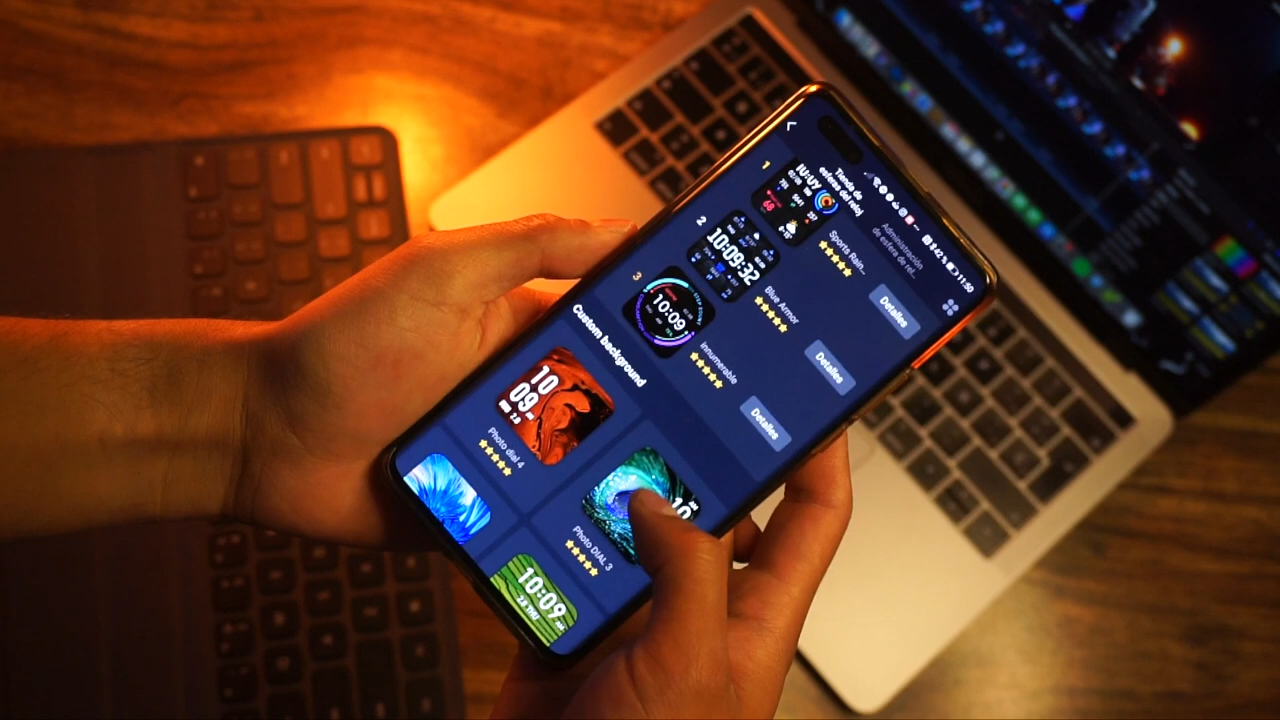 42% 11:50
Tienda de
esferas del reloj
Administración
de esfera de rel...
1
Sports Rain...
Detalles
2
10:09:32
Blue Armor
Detalles
3
10:09
innumerable
Detalles
Custom background
10
09
Photo dial 4
Photo DIAL 3
10:09
AM